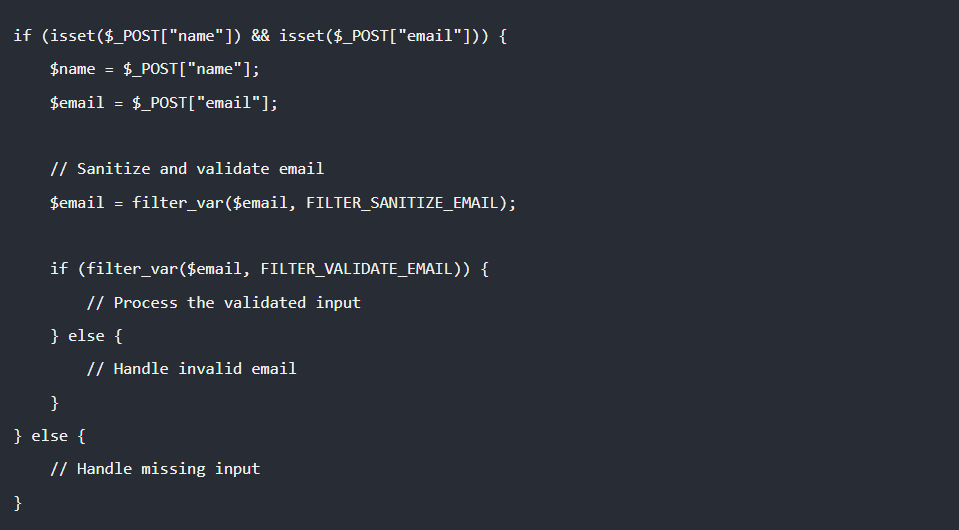 if (isset($_POST["name"]) && isset($_POST["email"])) {
    $name = $_POST["name"];
    $email = $_POST["email"];

    // Sanitize and validate email
    $email = filter_var($email, FILTER_SANITIZE_EMAIL);

    if (filter_var($email, FILTER_VALIDATE_EMAIL)) {
        // Process the validated input
    } else {
        // Handle invalid email
    }
} else {
    // Handle missing input
}